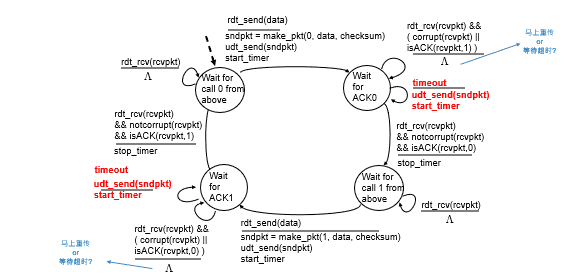 rdt_send(data)
sndpkt = make_pkt(0, data, checksum)
udt_send(sndpkt)
start_timer
rdt_rcv(rcvpkt) &&
( corrupt(rcvpkt) ||
isACK(rcvpkt,1) )
Λ
马上重传
or
等待超时?
rdt_rcv(rcvpkt)
Λ
Wait for
call 0 from
above
Wait
for
ACK0
timeout
udt_send(sndpkt)
start_timer
rdt_rcv(rcvpkt)
&& notcorrupt(rcvpkt)
&& isACK(rcvpkt,1)
stop_timer
rdt_rcv(rcvpkt)
&& notcorrupt(rcvpkt)
&& isACK(rcvpkt,0)
stop_timer
timeout
udt_send(sndpkt)
start_timer
Wait
for
ACK1
Wait for
call 1 from
above
rdt_rcv(rcvpkt)
Λ
rdt_send(data)
sndpkt = make_pkt(1, data, checksum)
udt_send(sndpkt)
start_timer
rdt_rcv(rcvpkt) &&
( corrupt(rcvpkt) ||
isACK(rcvpkt,0) )
Λ
马上重传
or
等待超时?